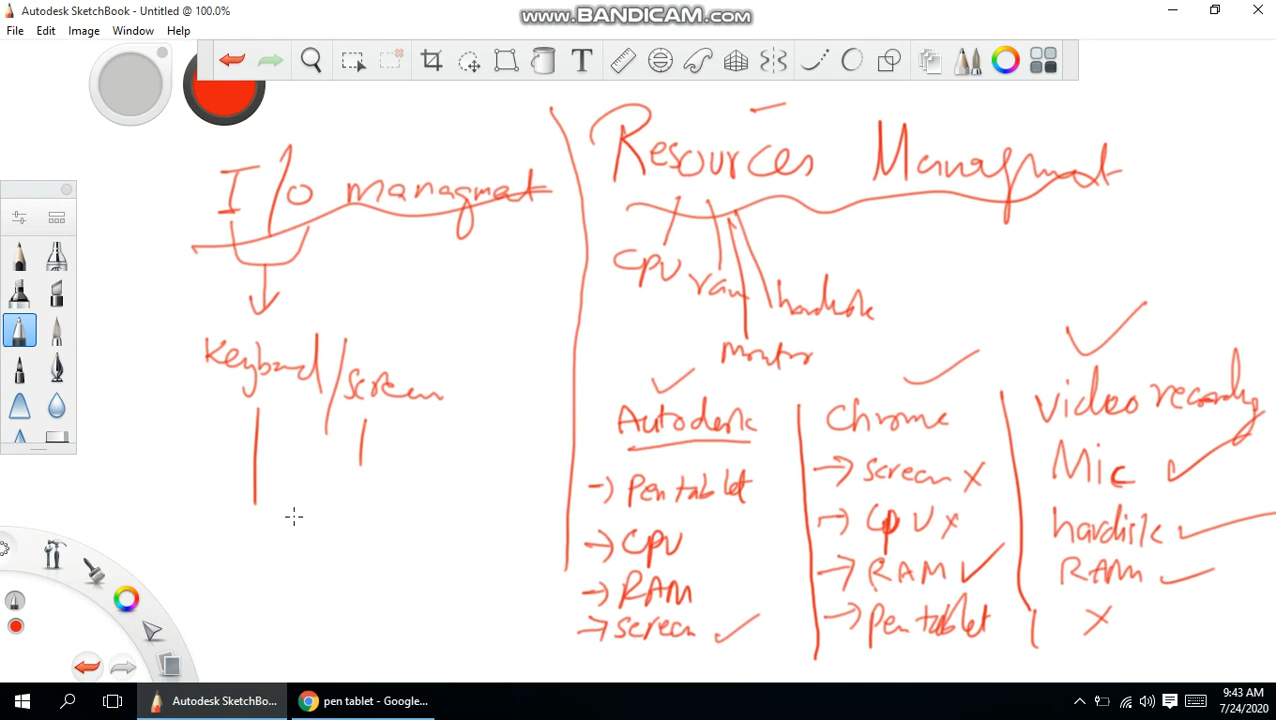 Autodesk SketchBook - Untitled @ 100.0%
www.BANDICAM.com
File Edit Image Window Help
I/O managmet
keyboard/screen
Resources Managment
CPU ram hardisk
Monitor
Autodesk
→ Pen tablet
→ CPU
→ RAM
→ screen ✓
Chrome
→ screen X
→ CPU X
→ RAM ✓
→ Pen tablet
video recording
Mic ✓
hardisk ✓
RAM ✓
X
Autodesk SketchBo...
pen tablet - Google...
9:43 AM
7/24/2020